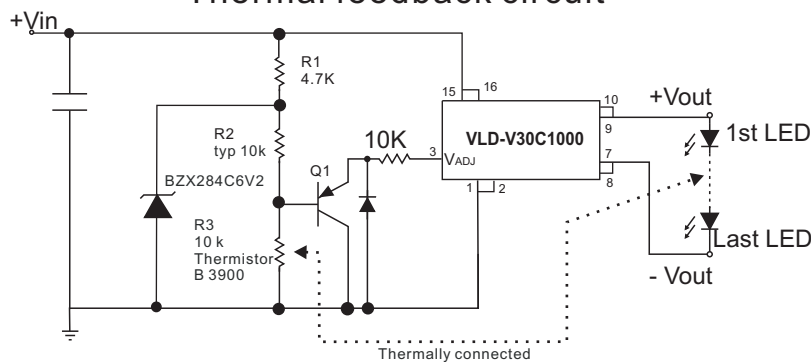 Thermal feedback circuit
+Vin
R1
4.7K
15
16
10
+Vout
9
1st LED
R2
typ 10k
10K
VLD-V30C1000
3
VADJ
7
8
Q1
1
2
BZX284C6V2
R3
10 k
Thermistor
B 3900
Last LED
- Vout
Thermally connected